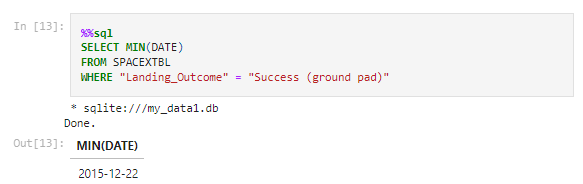 In [13]: %%sql
SELECT MIN(DATE)
FROM SPACEXTBL
WHERE "Landing_Outcome" = "Success (ground pad)"
* sqlite:///my_data1.db
Done.
Out[13]: MIN(DATE)
2015-12-22